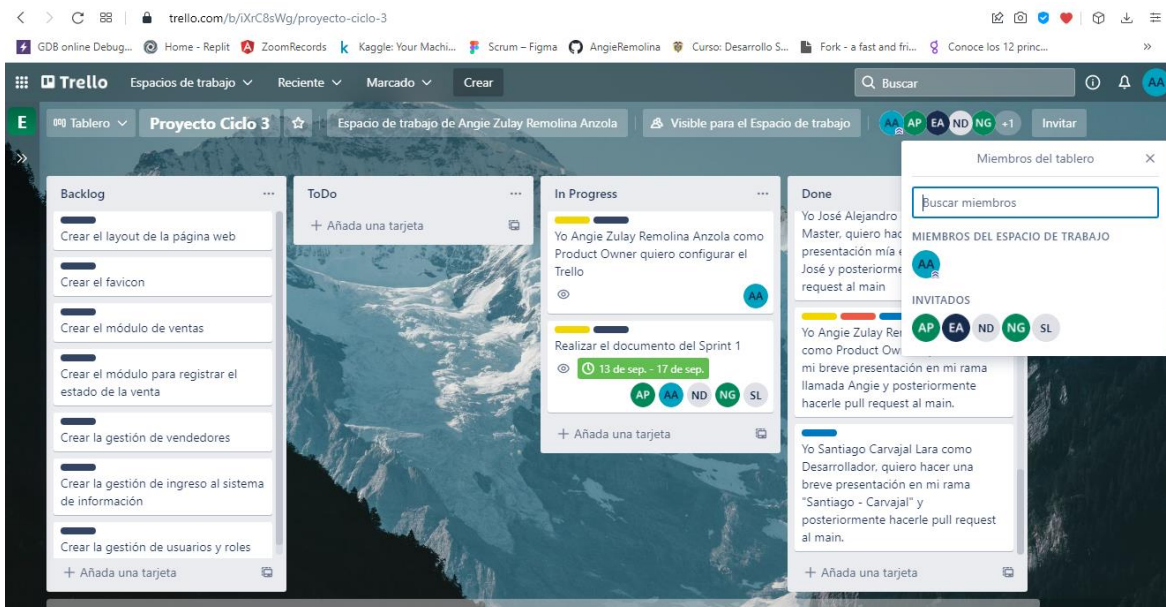 trello.com/b/iXrC8sWg/proyecto-ciclo-3
GDB online Debug...
Home - Replit
ZoomRecords
Kaggle: Your Machi...
Scrum – Figma
AngieRemolina
Curso: Desarrollo S...
Fork - a fast and fri...
Conoce los 12 princ...
»
Trello
Espacios de trabajo
Reciente
Marcado
Crear
Buscar
AA
E
Tablero
Proyecto Ciclo 3
Espacio de trabajo de Angie Zulay Remolina Anzola
Visible para el Espacio de trabajo
AA AP EA ND NG +1
Invitar
Backlog
Crear el layout de la página web
Crear el favicon
Crear el módulo de ventas
Crear el módulo para registrar el
estado de la venta
Crear la gestión de vendedores
Crear la gestión de ingreso al sistema
de información
Crear la gestión de usuarios y roles
+ Añada una tarjeta
ToDo
+ Añada una tarjeta
In Progress
Yo Angie Zulay Remolina Anzola como
Product Owner quiero configurar el
Trello
AA
Realizar el documento del Sprint 1
13 de sep. - 17 de sep.
AP AA ND NG SL
+ Añada una tarjeta
Done
Yo José Alejandro
Master, quiero hac
presentación mía e
José y posteriorme
request al main
Yo Angie Zulay Re
como Product Ow
mi breve presentación en mi rama
llamada Angie y posteriormente
hacerle pull request al main.
Yo Santiago Carvajal Lara como
Desarrollador, quiero hacer una
breve presentación en mi rama
"Santiago - Carvajal" y
posteriormente hacerle pull request
al main.
+ Añada una tarjeta
Miembros del tablero
Buscar miembros
MIEMBROS DEL ESPACIO DE TRABAJO
AA
INVITADOS
AP EA ND NG SL